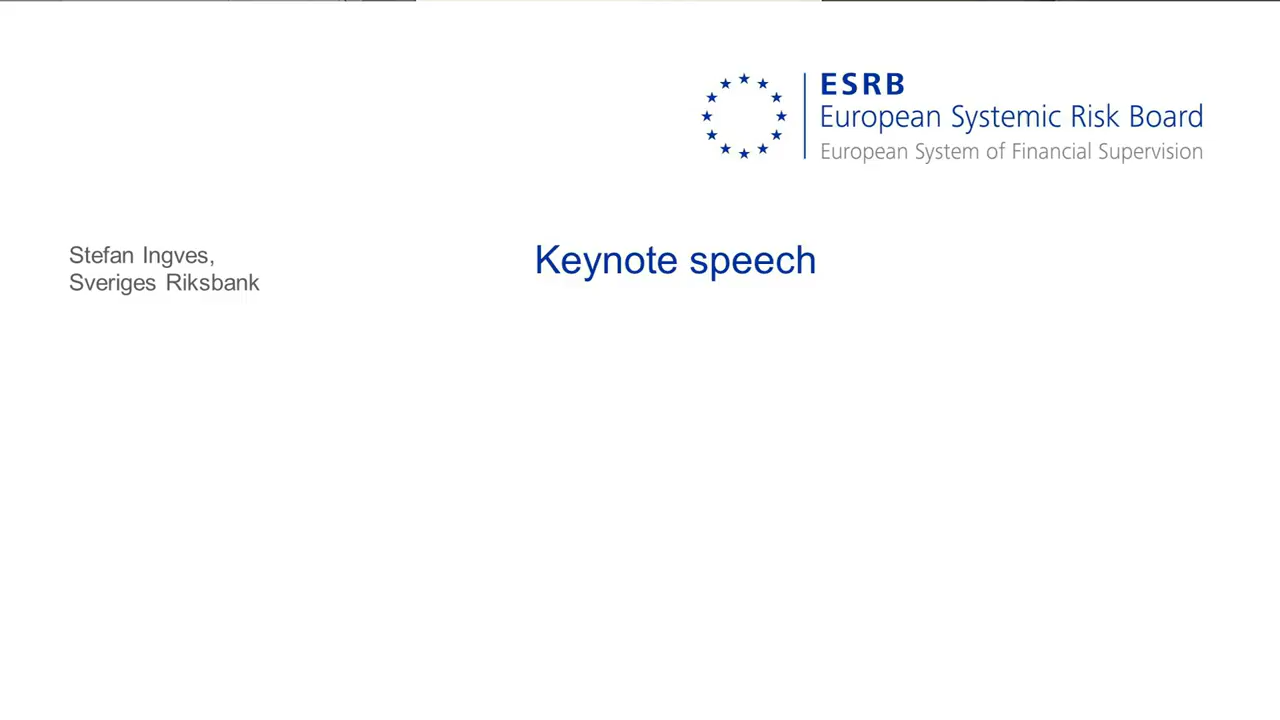 ESRB
European Systemic Risk Board
European System of Financial Supervision
Stefan Ingves,
Sveriges Riksbank
Keynote speech